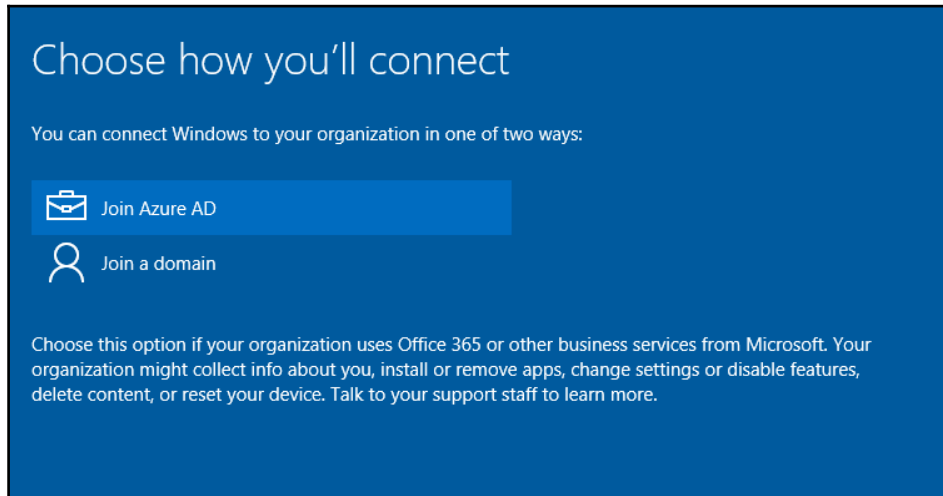 Choose how you'll connect
You can connect Windows to your organization in one of two ways:
Join Azure AD
Join a domain
Choose this option if your organization uses Office 365 or other business services from Microsoft. Your
organization might collect info about you, install or remove apps, change settings or disable features,
delete content, or reset your device. Talk to your support staff to learn more.